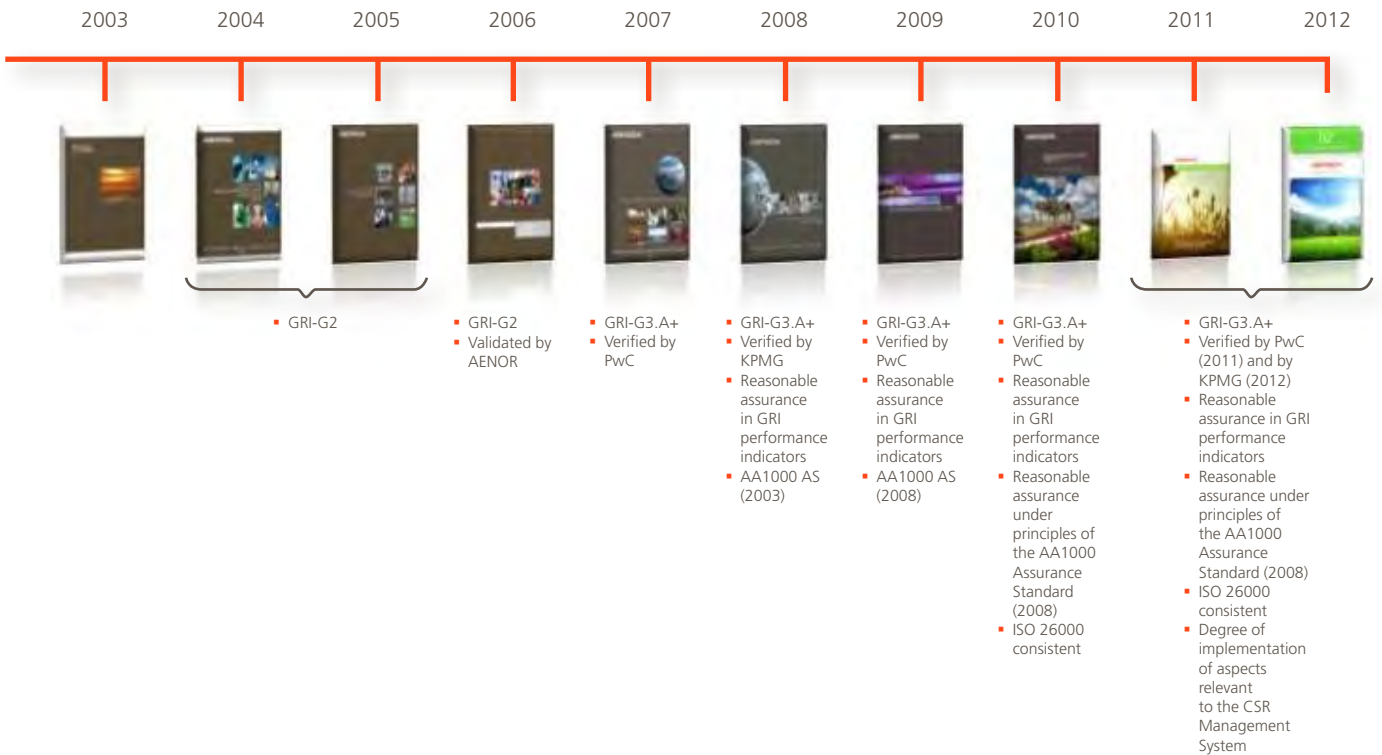 2003 2004 2005 2006 2007 2008 2009 2010 2011 2012
▪ GRI-G2
▪ GRI-G2
▪ Validated by
AENOR
▪ GRI-G3.A+
▪ Verified by
PwC
▪ GRI-G3.A+
▪ Verified by
KPMG
▪ Reasonable
assurance
in GRI
performance
indicators
▪ AA1000 AS
(2003)
▪ GRI-G3.A+
▪ Verified by
PwC
▪ Reasonable
assurance
in GRI
performance
indicators
▪ AA1000 AS
(2008)
▪ GRI-G3.A+
▪ Verified by
PwC
▪ Reasonable
assurance
in GRI
performance
indicators
▪ Reasonable
assurance
under
principles of
the AA1000
Assurance
Standard
(2008)
▪ ISO 26000
consistent
▪ GRI-G3.A+
▪ Verified by PwC
(2011) and by
KPMG (2012)
▪ Reasonable
assurance in GRI
performance
indicators
▪ Reasonable
assurance under
principles of
the AA1000
Assurance
Standard (2008)
▪ ISO 26000
consistent
▪ Degree of
implementation
of aspects
relevant
to the CSR
Management
System